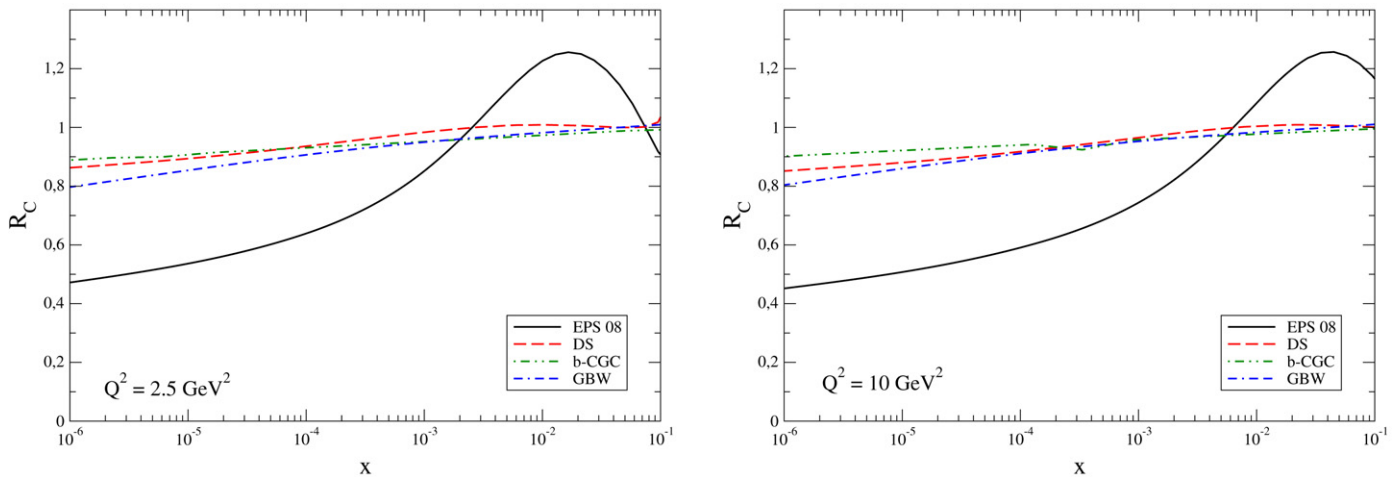 1,2
1
0,8
R_C
0,6
0,4
0,2
0
EPS 08
DS
b-CGC
GBW
Q^2 = 2.5 GeV^2
10^-6
10^-5
10^-4
10^-3
10^-2
10^-1
x
1,2
1
0,8
R_C
0,6
0,4
0,2
0
EPS 08
DS
b-CGC
GBW
Q^2 = 10 GeV^2
10^-6
10^-5
10^-4
10^-3
10^-2
10^-1
x